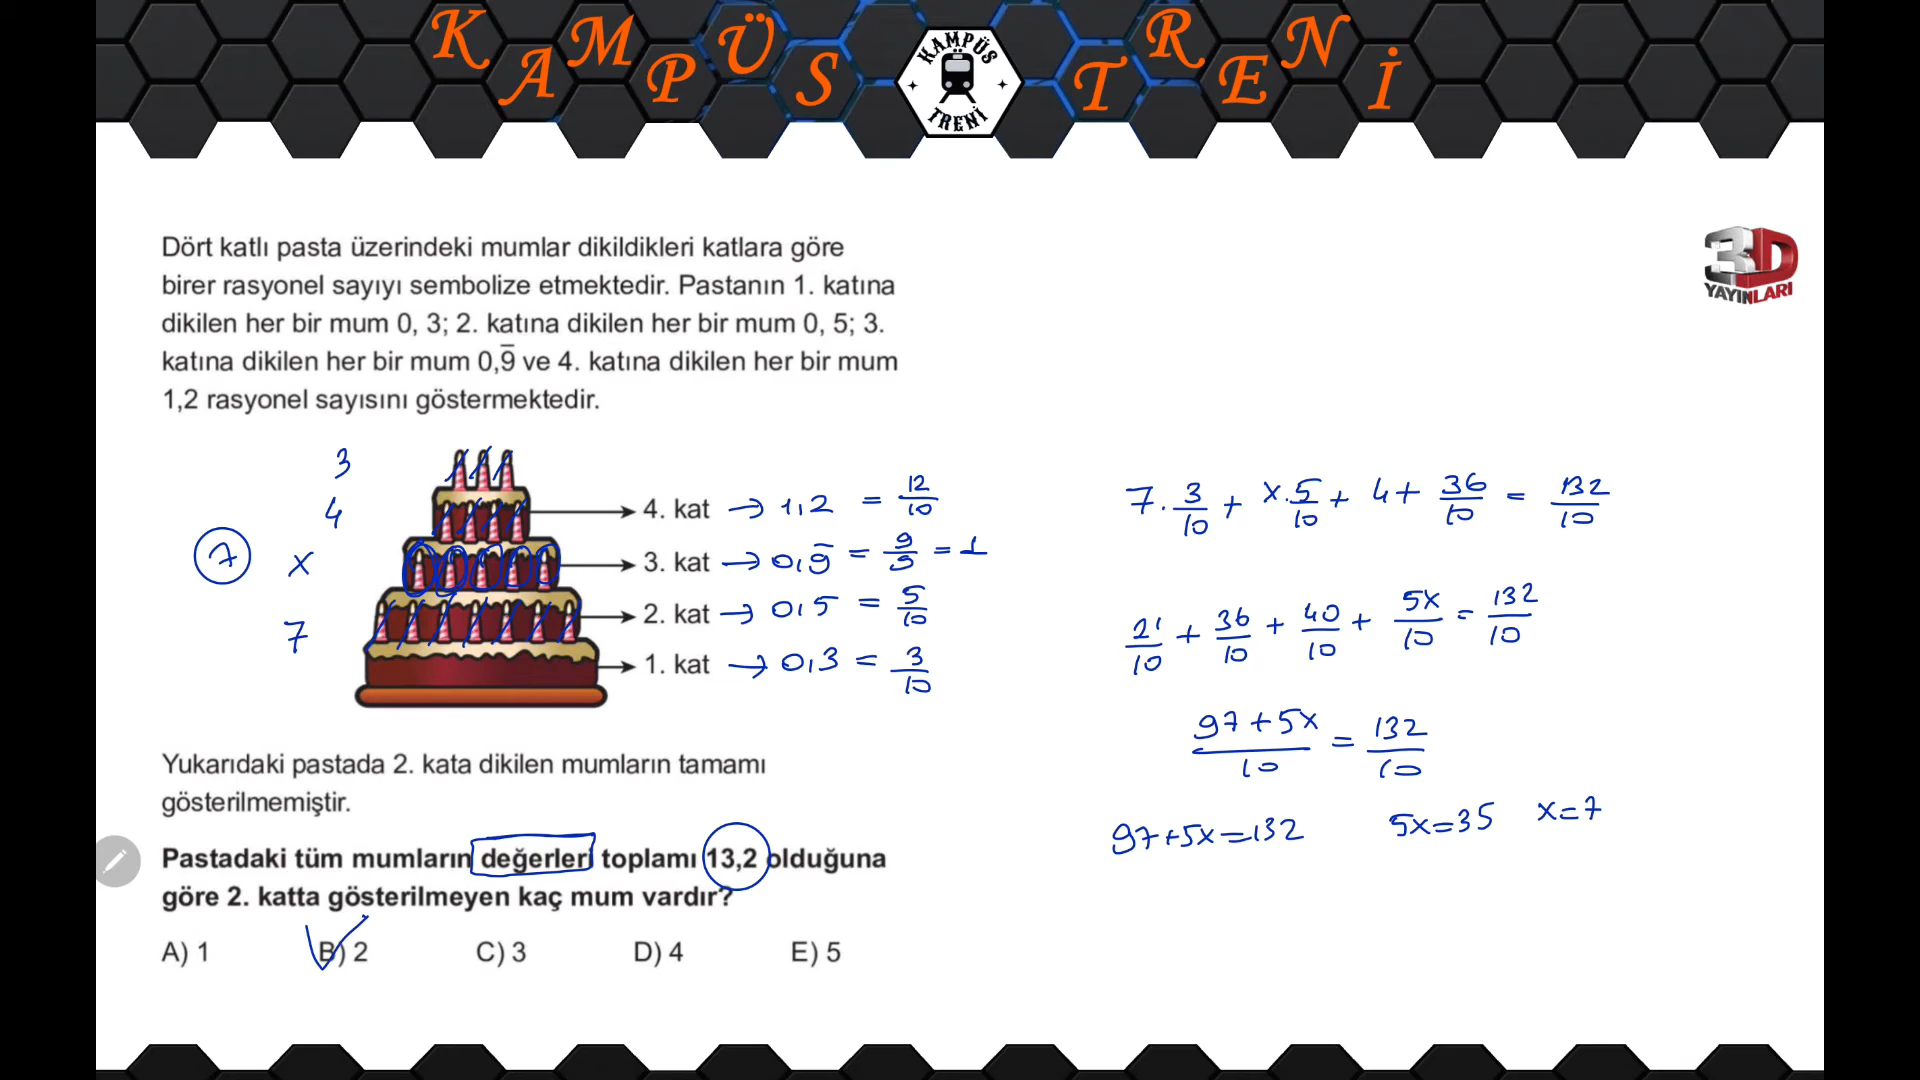 KAMPÜS TRENİ
KAMPÜS
TRENİ
3D
YAYINLARI
Dört katlı pasta üzerindeki mumlar dikildikleri katlara göre
birer rasyonel sayıyı sembolize etmektedir. Pastanın 1. katına
dikilen her bir mum 0, 3; 2. katına dikilen her bir mum 0, 5; 3.
katına dikilen her bir mum 0,9̅ ve 4. katına dikilen her bir mum
1,2 rasyonel sayısını göstermektedir.
3
4
7 x
7
4. kat → 1,2 = 12/10
3. kat → 0,9̅ = 9/9 = 1
2. kat → 0,5 = 5/10
1. kat → 0,3 = 3/10
Yukarıdaki pastada 2. kata dikilen mumların tamamı
gösterilmemiştir.
Pastadaki tüm mumların değerleri toplamı 13,2 olduğuna
göre 2. katta gösterilmeyen kaç mum vardır?
A) 1 B) 2 C) 3 D) 4 E) 5
7 . 3/10 + x . 5/10 + 4 + 36/10 = 132/10
21/10 + 36/10 + 40/10 + 5x/10 = 132/10
97 + 5x/10 = 132/10
97 + 5x = 132 5x = 35 x = 7